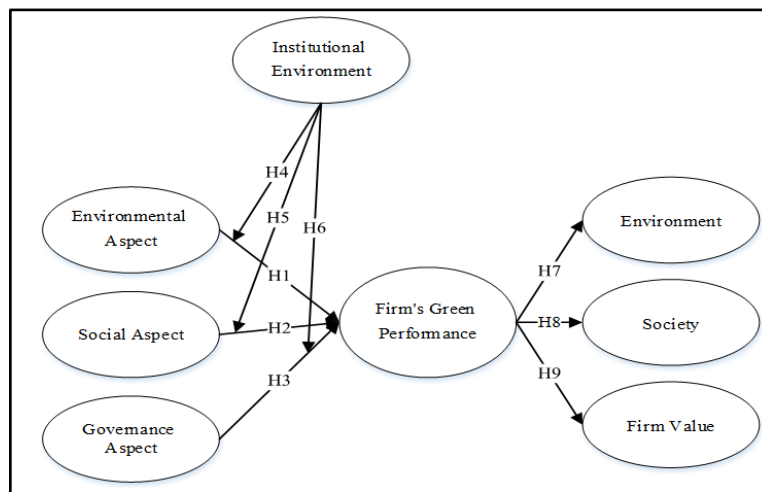 Institutional
Environment
H4
H5
H6
Environmental
Aspect
H1
Social Aspect
H2
Governance
Aspect
H3
Firm's Green
Performance
H7
H8
H9
Environment
Society
Firm Value